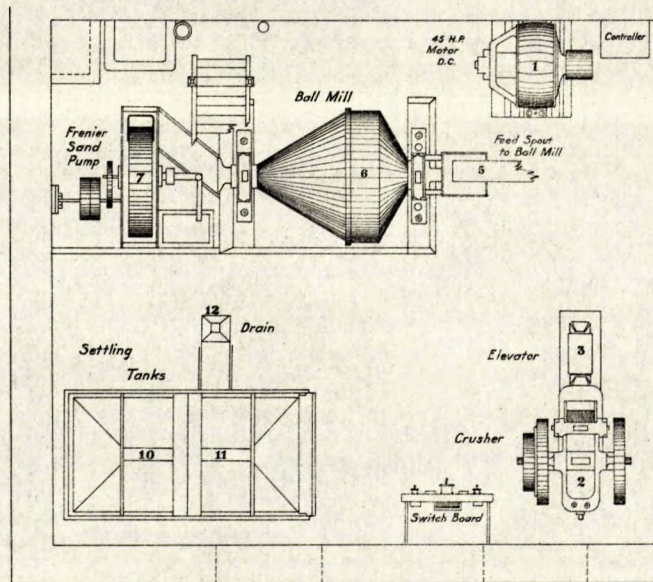 45 H.P.
Motor
D.C.
1
Controller
Ball Mill
Frenier
Sand
Pump
7
6
Feed Spout
to Ball Mill
5
12
Drain
Settling
Tanks
10
11
Elevator
3
Crusher
2
Switch Board